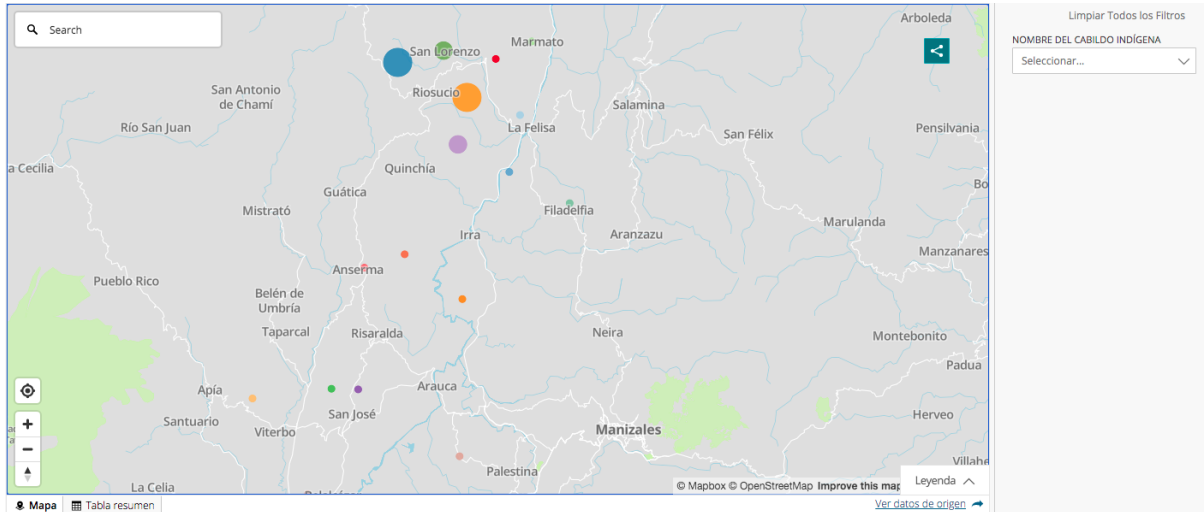 Search
Arboleda
Marmato
San Lorenzo
Riosucio
San Antonio
de Chamí
Salamina
Río San Juan
La Felisa
San Félix
Pensilvania
a Cecilia
Quinchía
Guática
Bo
Mistrató
Filadelfia
Marulanda
Irra
Aranzazu
Manzanares
Anserma
Pueblo Rico
Belén de
Umbría
Taparcal
Risaralda
Neira
Montebonito
Padua
Apía
Arauca
Santuario
San José
Herveo
Viterbo
Manizales
Palestina
Villahe
La Celia
© Mapbox © OpenStreetMap Improve this map
Leyenda
Mapa
Tabla resumen
Ver datos de origen
Limpiar Todos los Filtros
NOMBRE DEL CABILDO INDÍGENA
Seleccionar...